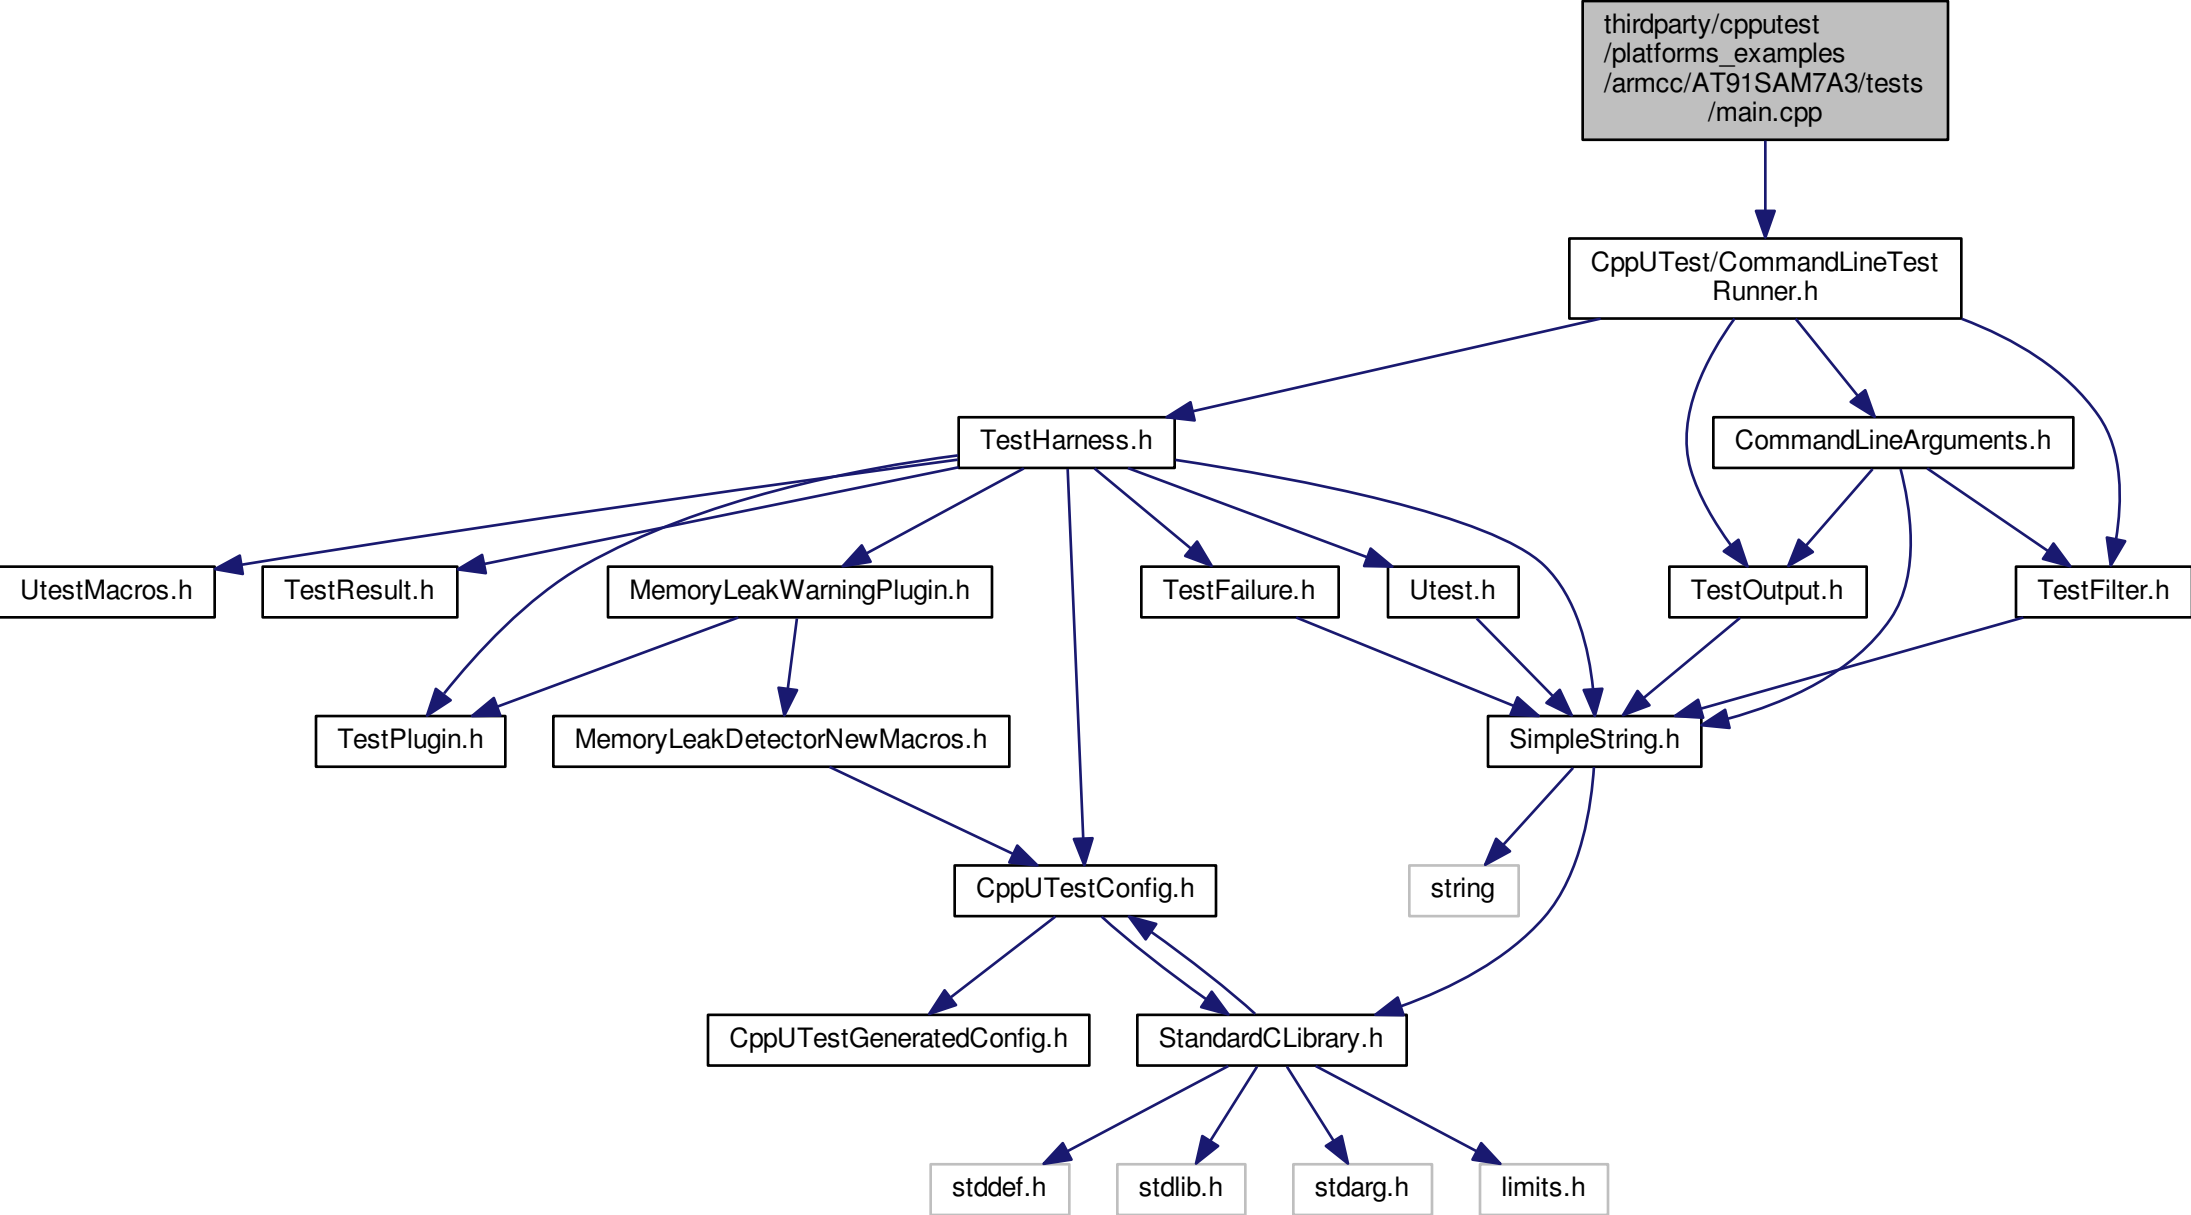 thirdparty/cpputest
/platforms_examples
/armcc/AT91SAM7A3/tests
/main.cpp
CppUTest/CommandLineTest
Runner.h
TestHarness.h
CommandLineArguments.h
UtestMacros.h
TestResult.h
MemoryLeakWarningPlugin.h
TestFailure.h
Utest.h
TestOutput.h
TestFilter.h
TestPlugin.h
MemoryLeakDetectorNewMacros.h
SimpleString.h
CppUTestConfig.h
string
CppUTestGeneratedConfig.h
StandardCLibrary.h
stddef.h
stdlib.h
stdarg.h
limits.h